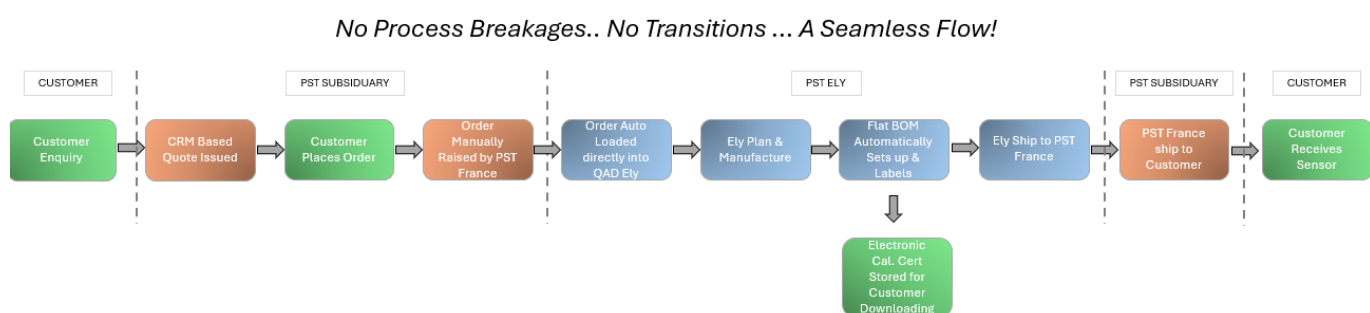 No Process Breakages.. No Transitions ... A Seamless Flow!
CUSTOMER
PST SUBSIDUARY
PST ELY
PST SUBSIDUARY
CUSTOMER
Customer
Enquiry
CRM Based
Quote Issued
Customer
Places Order
Order
Manually
Raised by PST
France
Order Auto
Loaded
directly into
QAD Ely
Ely Plan &
Manufacture
Flat BOM
Automatically
Sets up &
Labels
Ely Ship to PST
France
PST France
ship to
Customer
Customer
Receives
Sensor
Electronic
Cal. Cert
Stored for
Customer
Downloading